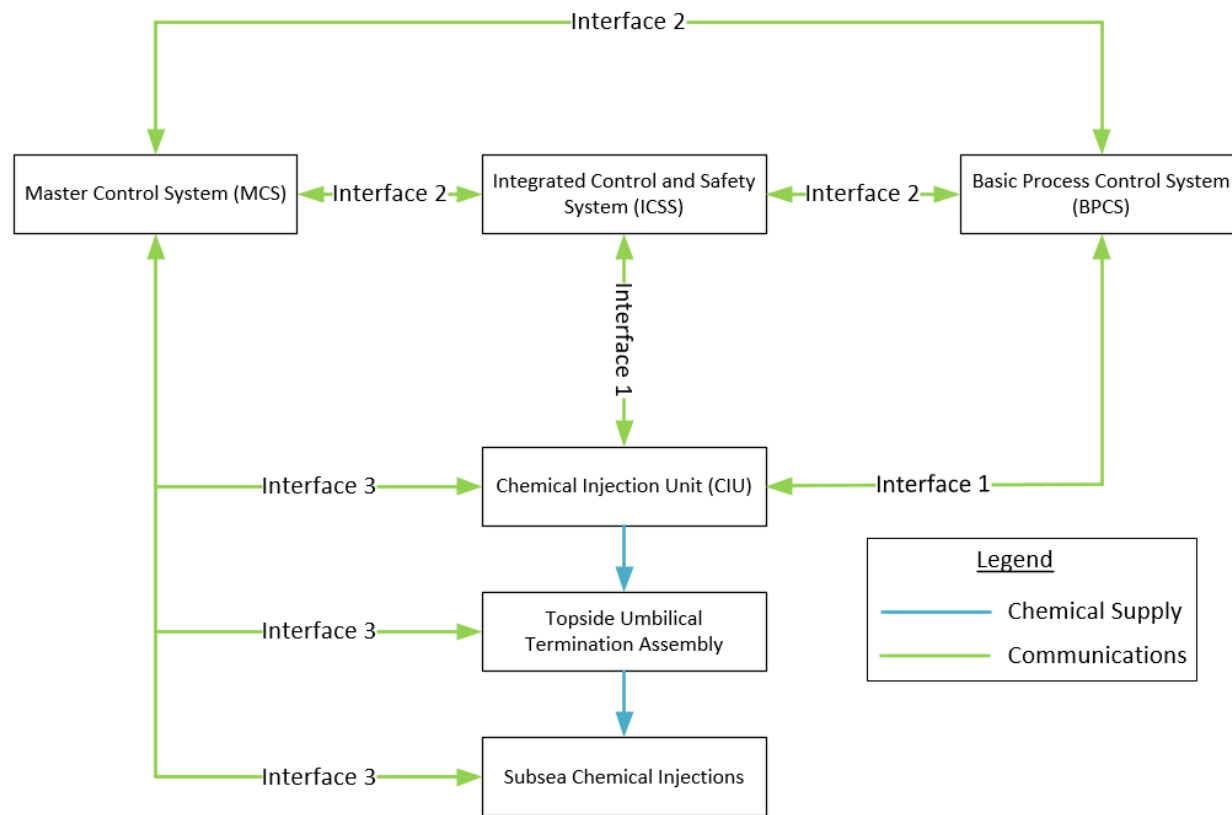 Interface 2
Master Control System (MCS)
Interface 2
Integrated Control and Safety
System (ICSS)
Interface 2
Basic Process Control System
(BPCS)
Interface 1
Interface 3
Chemical Injection Unit (CIU)
Interface 1
Interface 3
Topside Umbilical
Termination Assembly
Interface 3
Subsea Chemical Injections
Legend
Chemical Supply
Communications